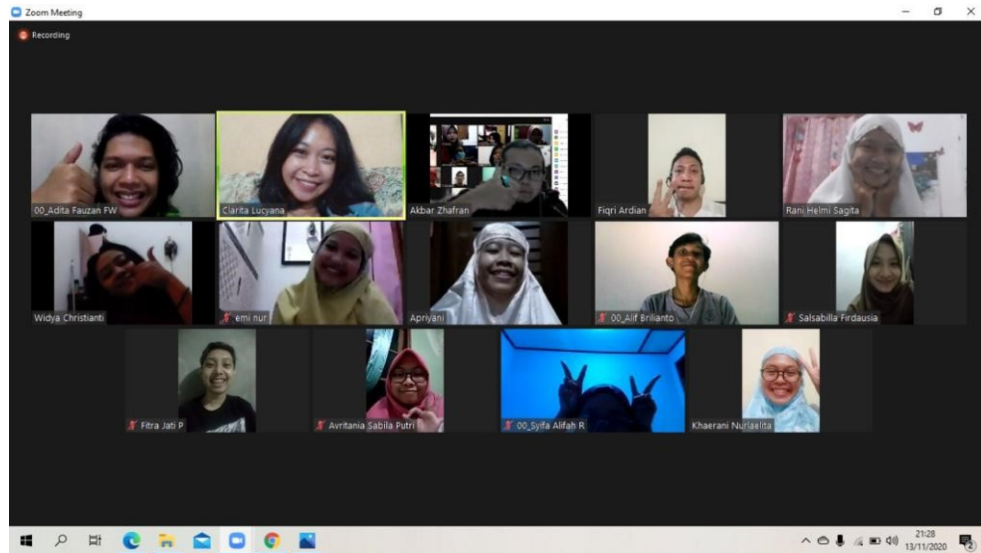 Zoom Meeting
Recording
00_Adita Fauzan FW
Clarita Lucyana
Akbar Zhafran
Fiqri Ardian
Rani Helmi Sagita
Widya Christianti
emi nur
Apriyani
00_Alif Brilianto
Salsabilla Firdausia
Fitra Jati P
Avritania Sabila Putri
00_Syifa Alifah R
Khaerani Nurlaelita
21:28
13/11/2020
2